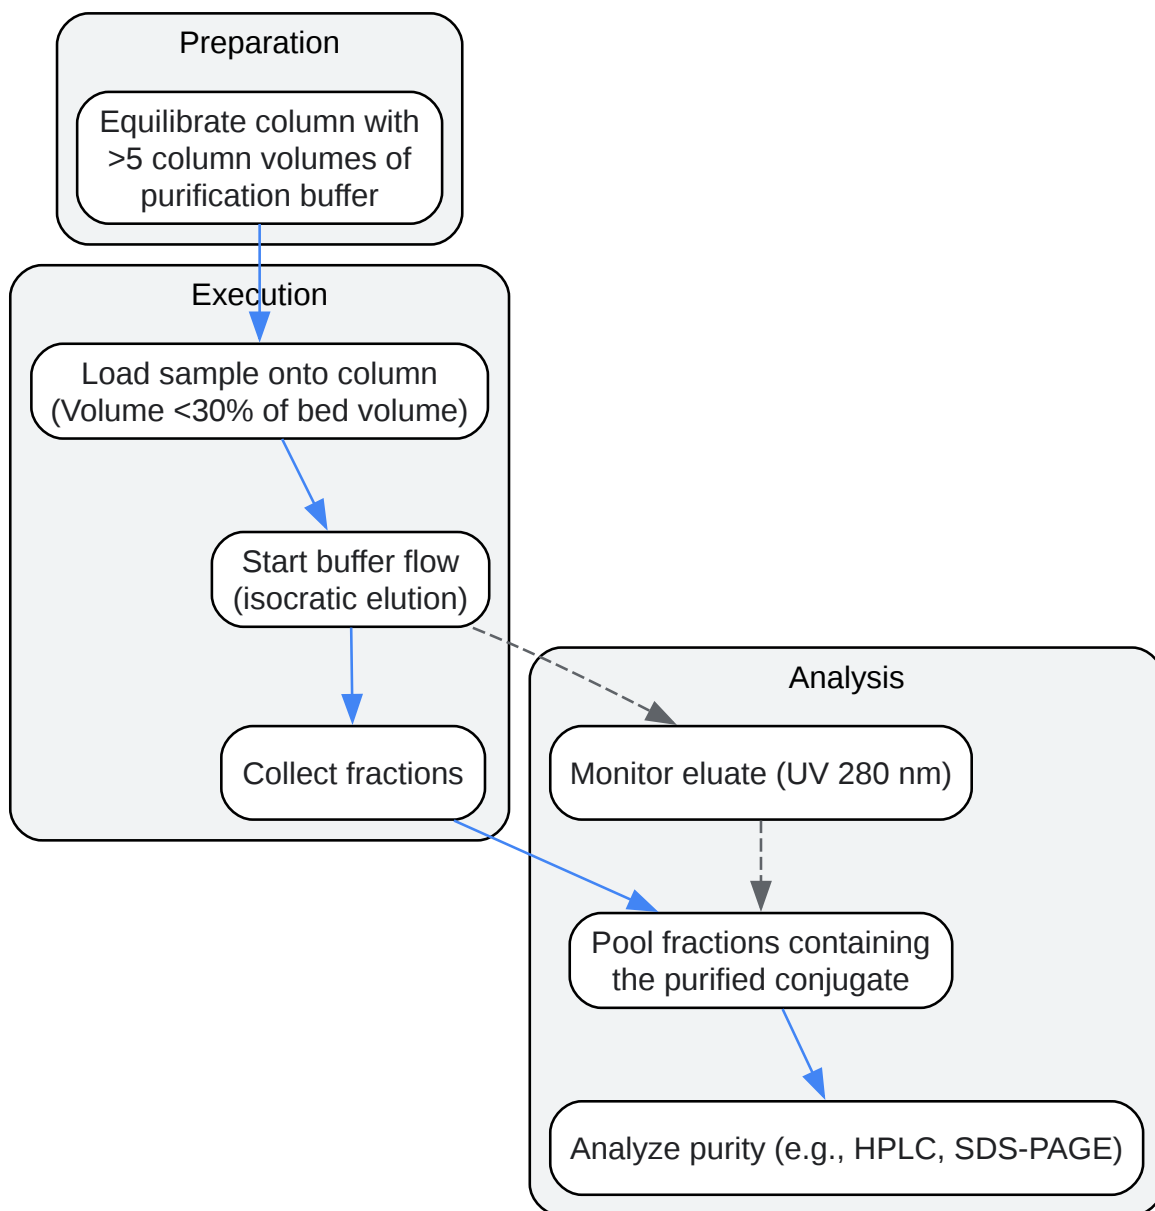 Preparation
Equilibrate column with
>5 column volumes of
purification buffer
Execution
Load sample onto column
(Volume <30% of bed volume)
Start buffer flow
(isocratic elution)
Collect fractions
Analysis
Monitor eluate (UV 280 nm)
Pool fractions containing
the purified conjugate
Analyze purity (e.g., HPLC, SDS-PAGE)